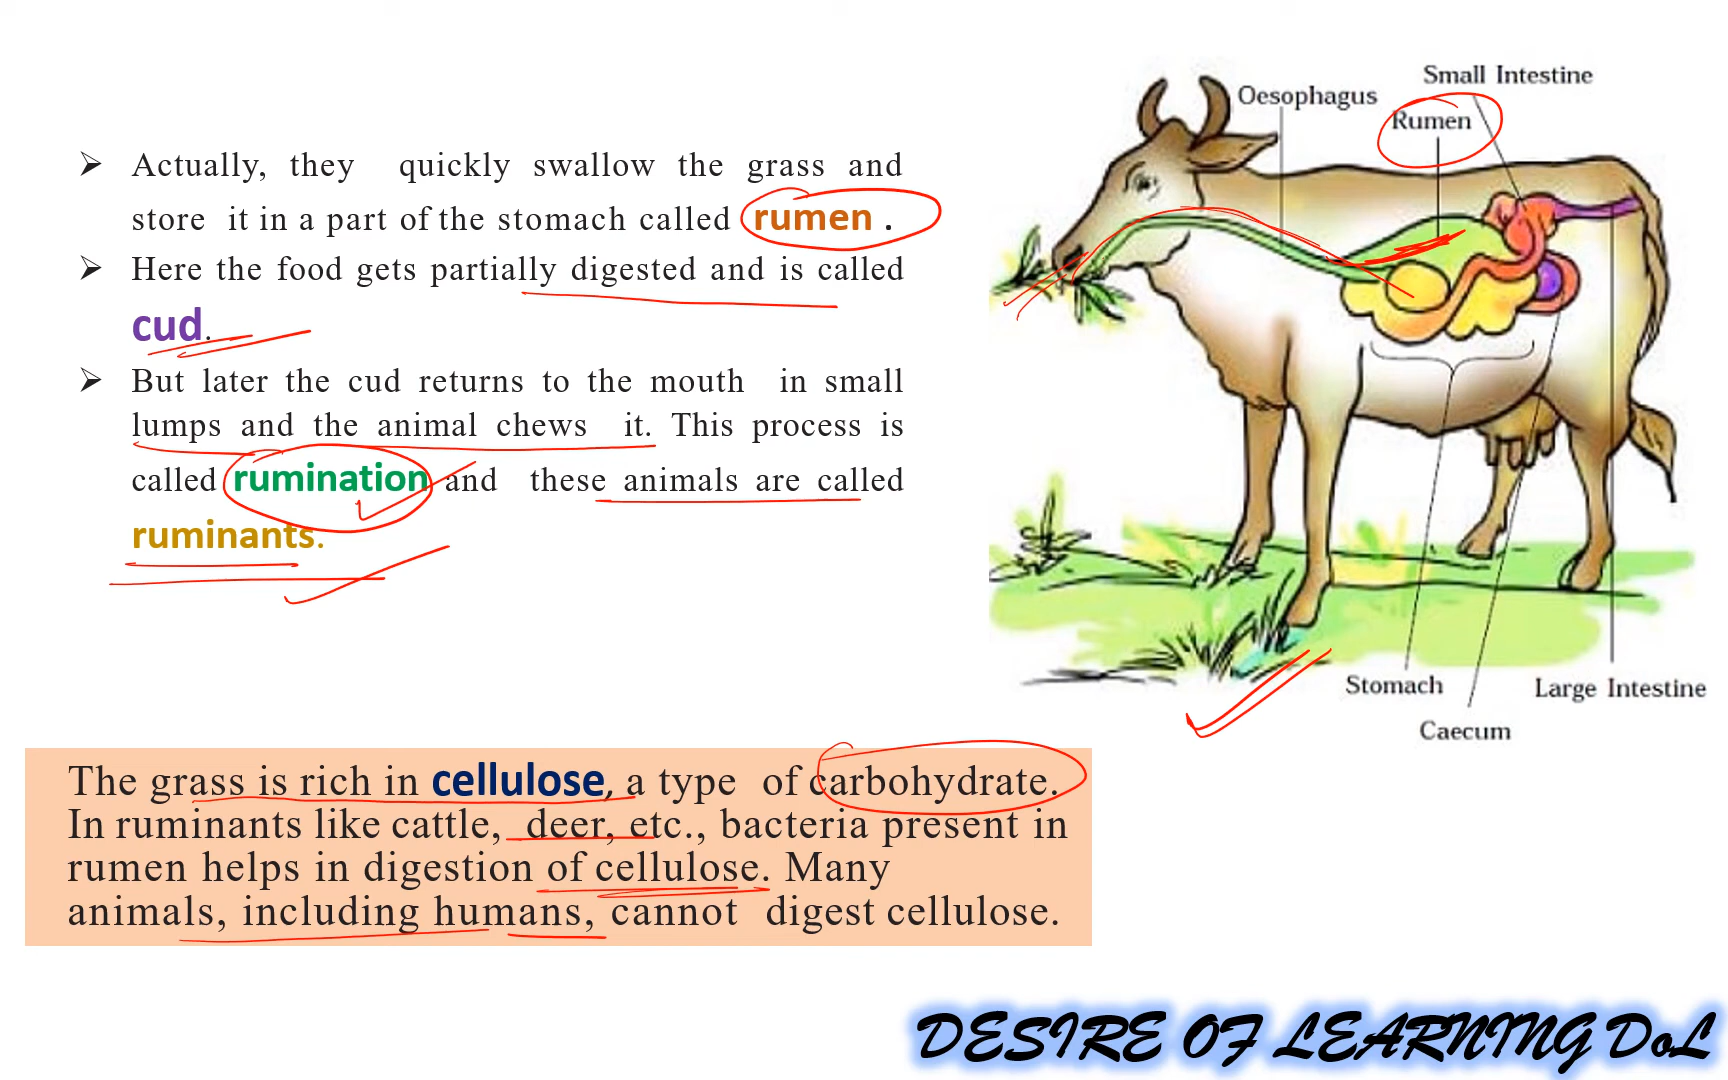 ➢ Actually, they quickly swallow the grass and
store it in a part of the stomach called rumen .
➢ Here the food gets partially digested and is called
cud.
➢ But later the cud returns to the mouth in small
lumps and the animal chews it. This process is
called rumination and these animals are called
ruminants.
Small Intestine
Oesophagus
Rumen
Stomach
Large Intestine
Caecum
The grass is rich in cellulose, a type of carbohydrate.
In ruminants like cattle, deer, etc., bacteria present in
rumen helps in digestion of cellulose. Many
animals, including humans, cannot digest cellulose.
DESIRE OF LEARNING DoL